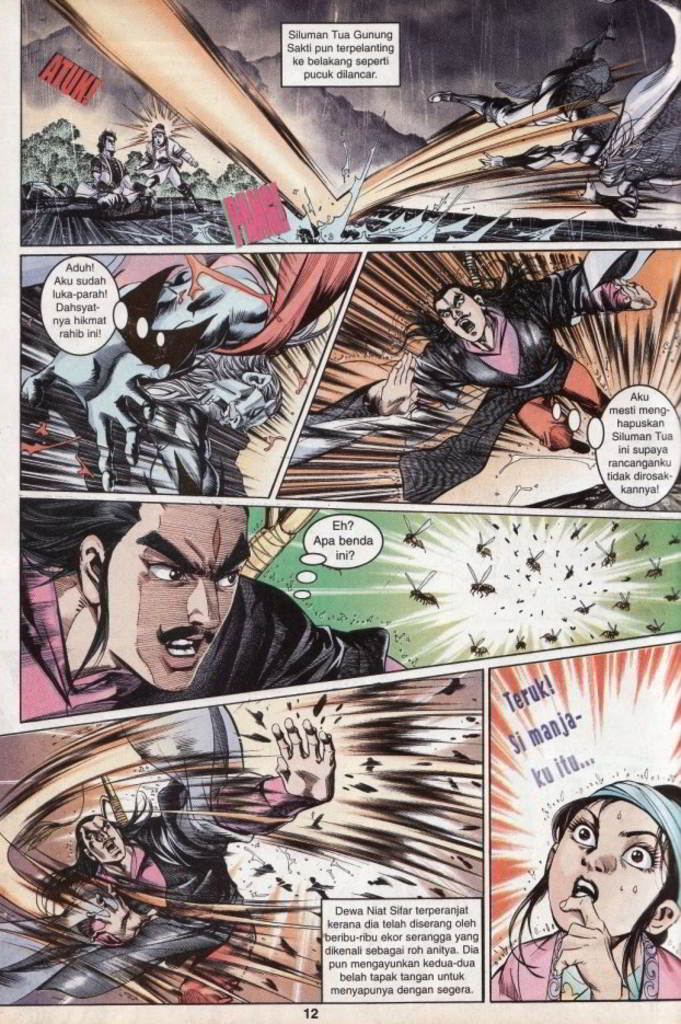 Siluman Tua Gunung
Sakti pun terpelanting
ke belakang seperti
pucuk dilancar.
ATUK!
PANG!
Aduh!
Aku sudah
luka-parah!
Dahsyat-
nya hikmat
rahib ini!
Aku
mesti meng-
hapuskan
Siluman Tua
ini supaya
rancanganku
tidak dirosak-
kannya!
Eh?
Apa benda
ini?
Teruk!
Si manja-
ku itu...
Dewa Niat Sifar terperanjat
kerana dia telah diserang oleh
beribu-ribu ekor serangga yang
dikenali sebagai roh anitya. Dia
pun mengayunkan kedua-dua
belah tapak tangan untuk
menyapunya dengan segera.
12